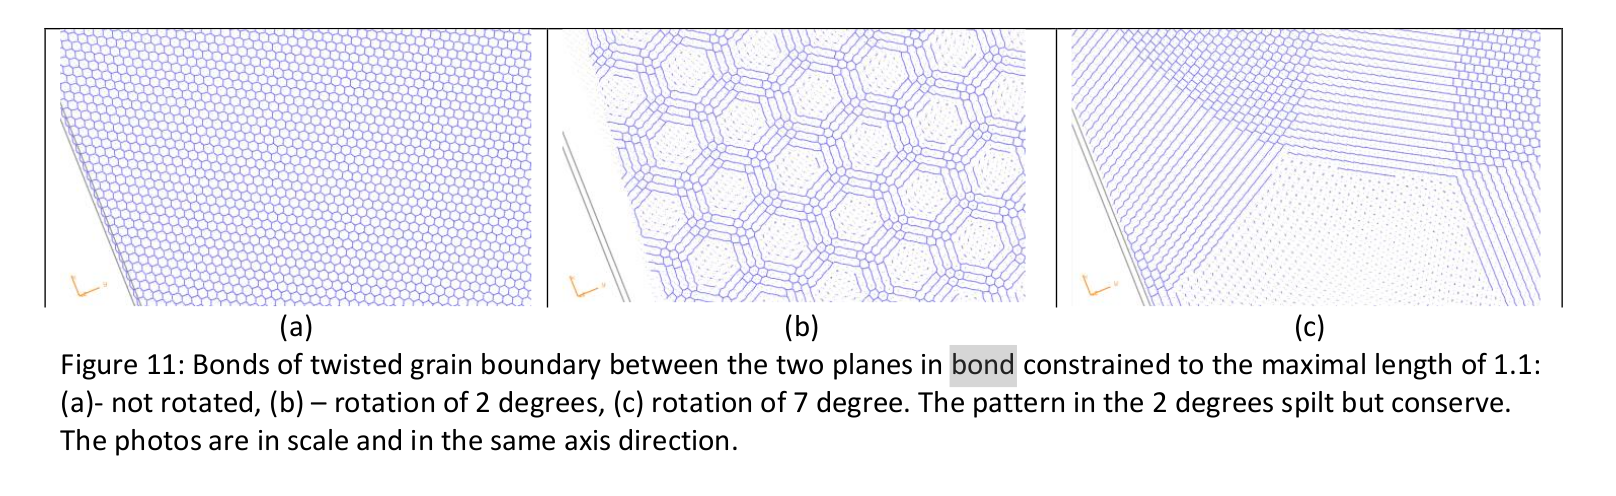 (a)
(b)
(c)
Figure 11: Bonds of twisted grain boundary between the two planes in bond constrained to the maximal length of 1.1:
(a)- not rotated, (b) – rotation of 2 degrees, (c) rotation of 7 degree. The pattern in the 2 degrees spilt but conserve.
The photos are in scale and in the same axis direction.